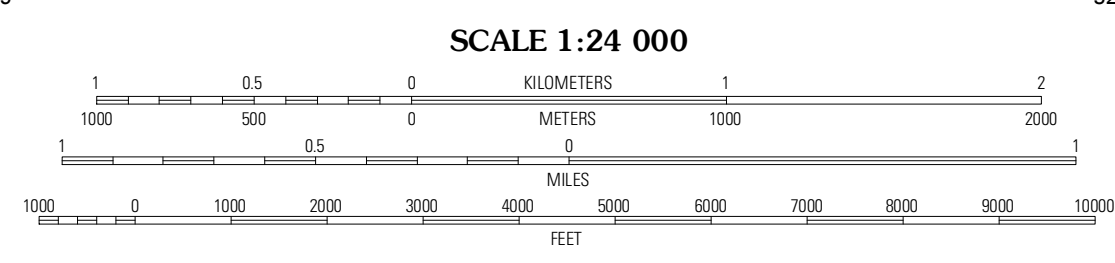 SCALE 1:24 000
1 0.5 0 KILOMETERS 1 2
1000 500 0 METERS 1000 2000
1 0.5 0 1
MILES
1000 0 1000 2000 3000 4000 5000 6000 7000 8000 9000 10000
FEET